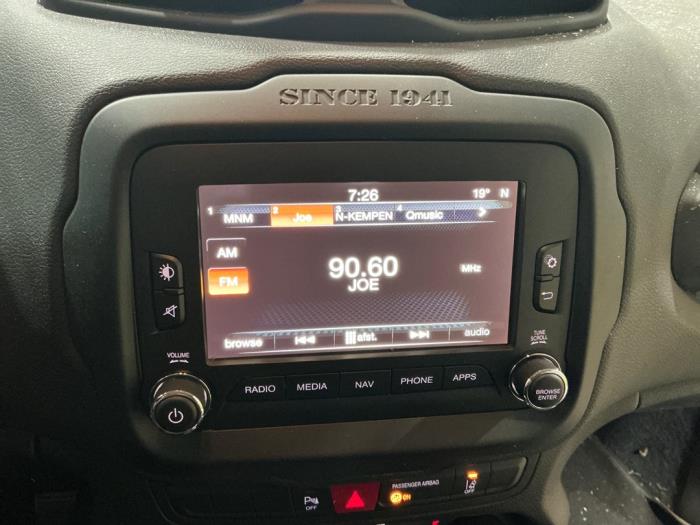 SINCE 1941
7:26 19° N
1 MNM 2 Joe 3 N-KEMPEN 4 Qmusic
AM
90.60 MHz
FM
JOE
browse afst. audio
VOLUME
TUNE
SCROLL
RADIO MEDIA NAV PHONE APPS
BROWSE
ENTER
PASSENGER AIRBAG
P OFF
ON
OFF